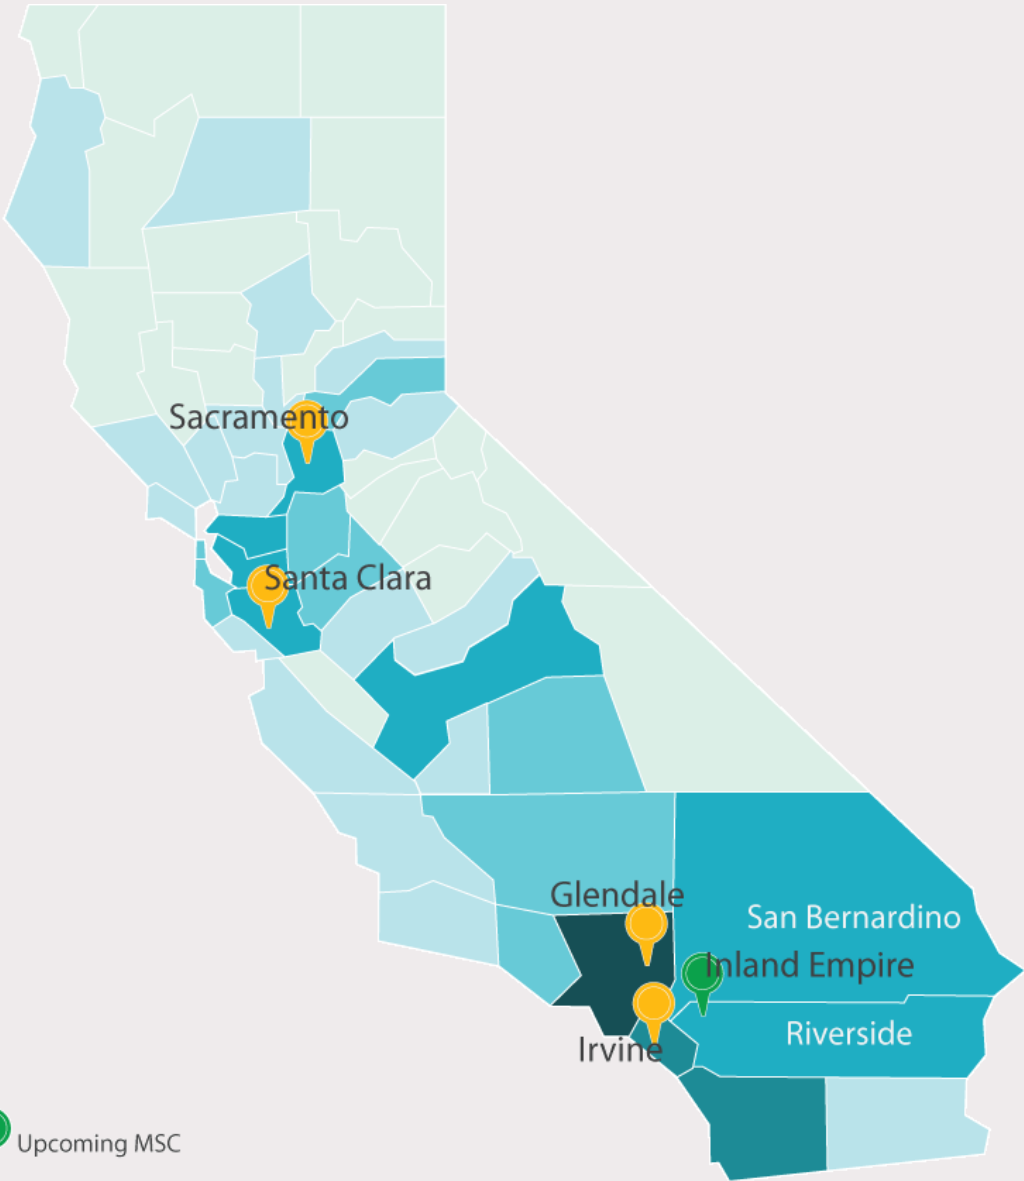 Sacramento
Santa Clara
Glendale
San Bernardino
Inland Empire
Riverside
Irvine
Upcoming MSC